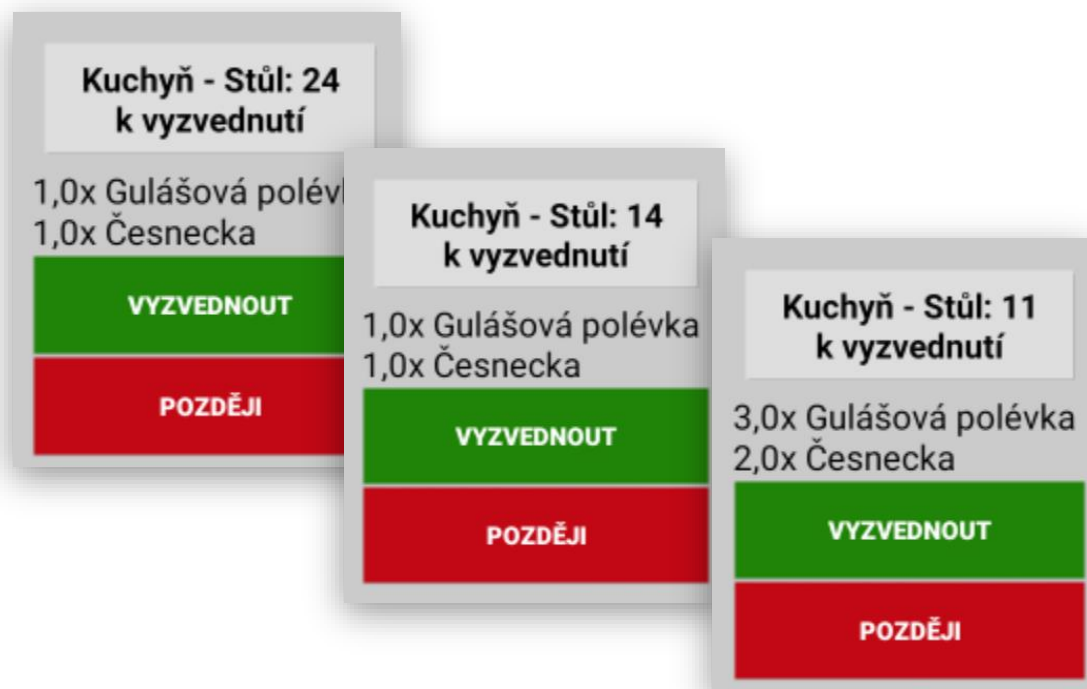 Kuchyň - Stůl: 24
k vyzvednutí
1,0x Gulášová
1,0x Česnecka
VYZVEDNOUT
POZDĚJI
Kuchyň - Stůl: 14
k vyzvednutí
1,0x Gulášová polévka
1,0x Česnecka
VYZVEDNOUT
POZDĚJI
Kuchyň - Stůl: 11
k vyzvednutí
3,0x Gulášová polévka
2,0x Česnecka
VYZVEDNOUT
POZDĚJI